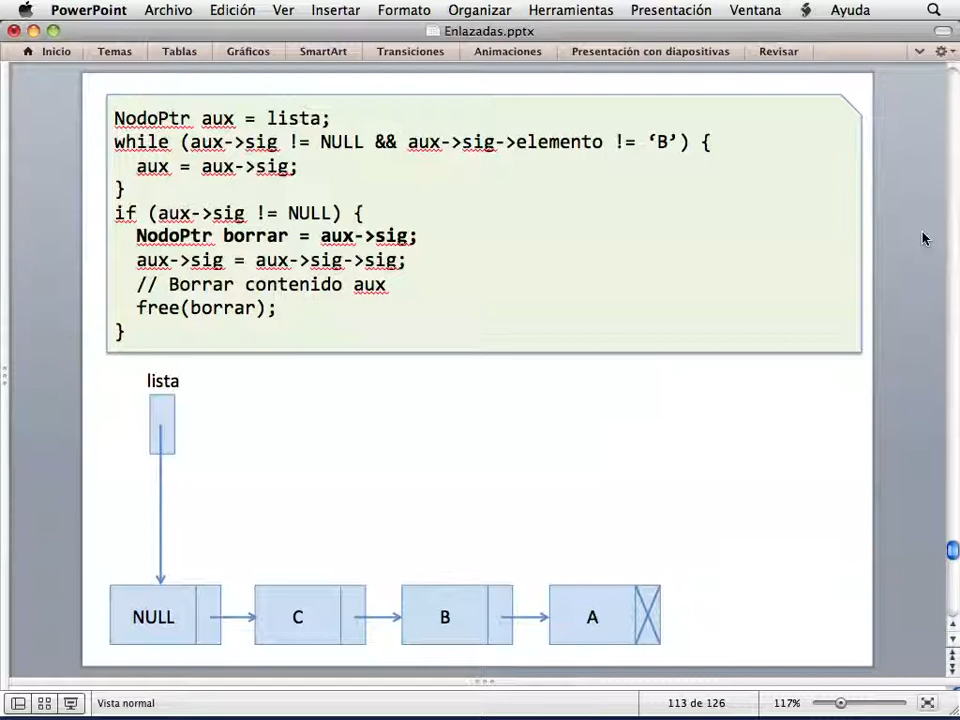 PowerPoint Archivo Edición Ver Insertar Formato Organizar Herramientas Presentación Ventana Ayuda
Enlazadas.pptx
Inicio Temas Tablas Gráficos SmartArt Transiciones Animaciones Presentación con diapositivas Revisar
NodoPtr aux = lista;
while (aux->sig != NULL && aux->sig->elemento != ‘B’) {
aux = aux->sig;
}
if (aux->sig != NULL) {
NodoPtr borrar = aux->sig;
aux->sig = aux->sig->sig;
// Borrar contenido aux
free(borrar);
}
lista
NULL C B A
Vista normal 113 de 126 117%